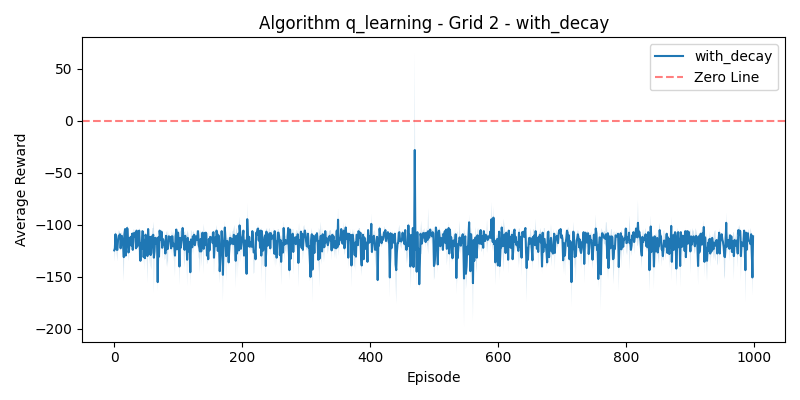 Algorithm q_learning - Grid 2 - with_decay
with_decay
Zero Line
50
0
−50
−100
−150
−200
Average Reward
0
200
400
600
800
1000
Episode